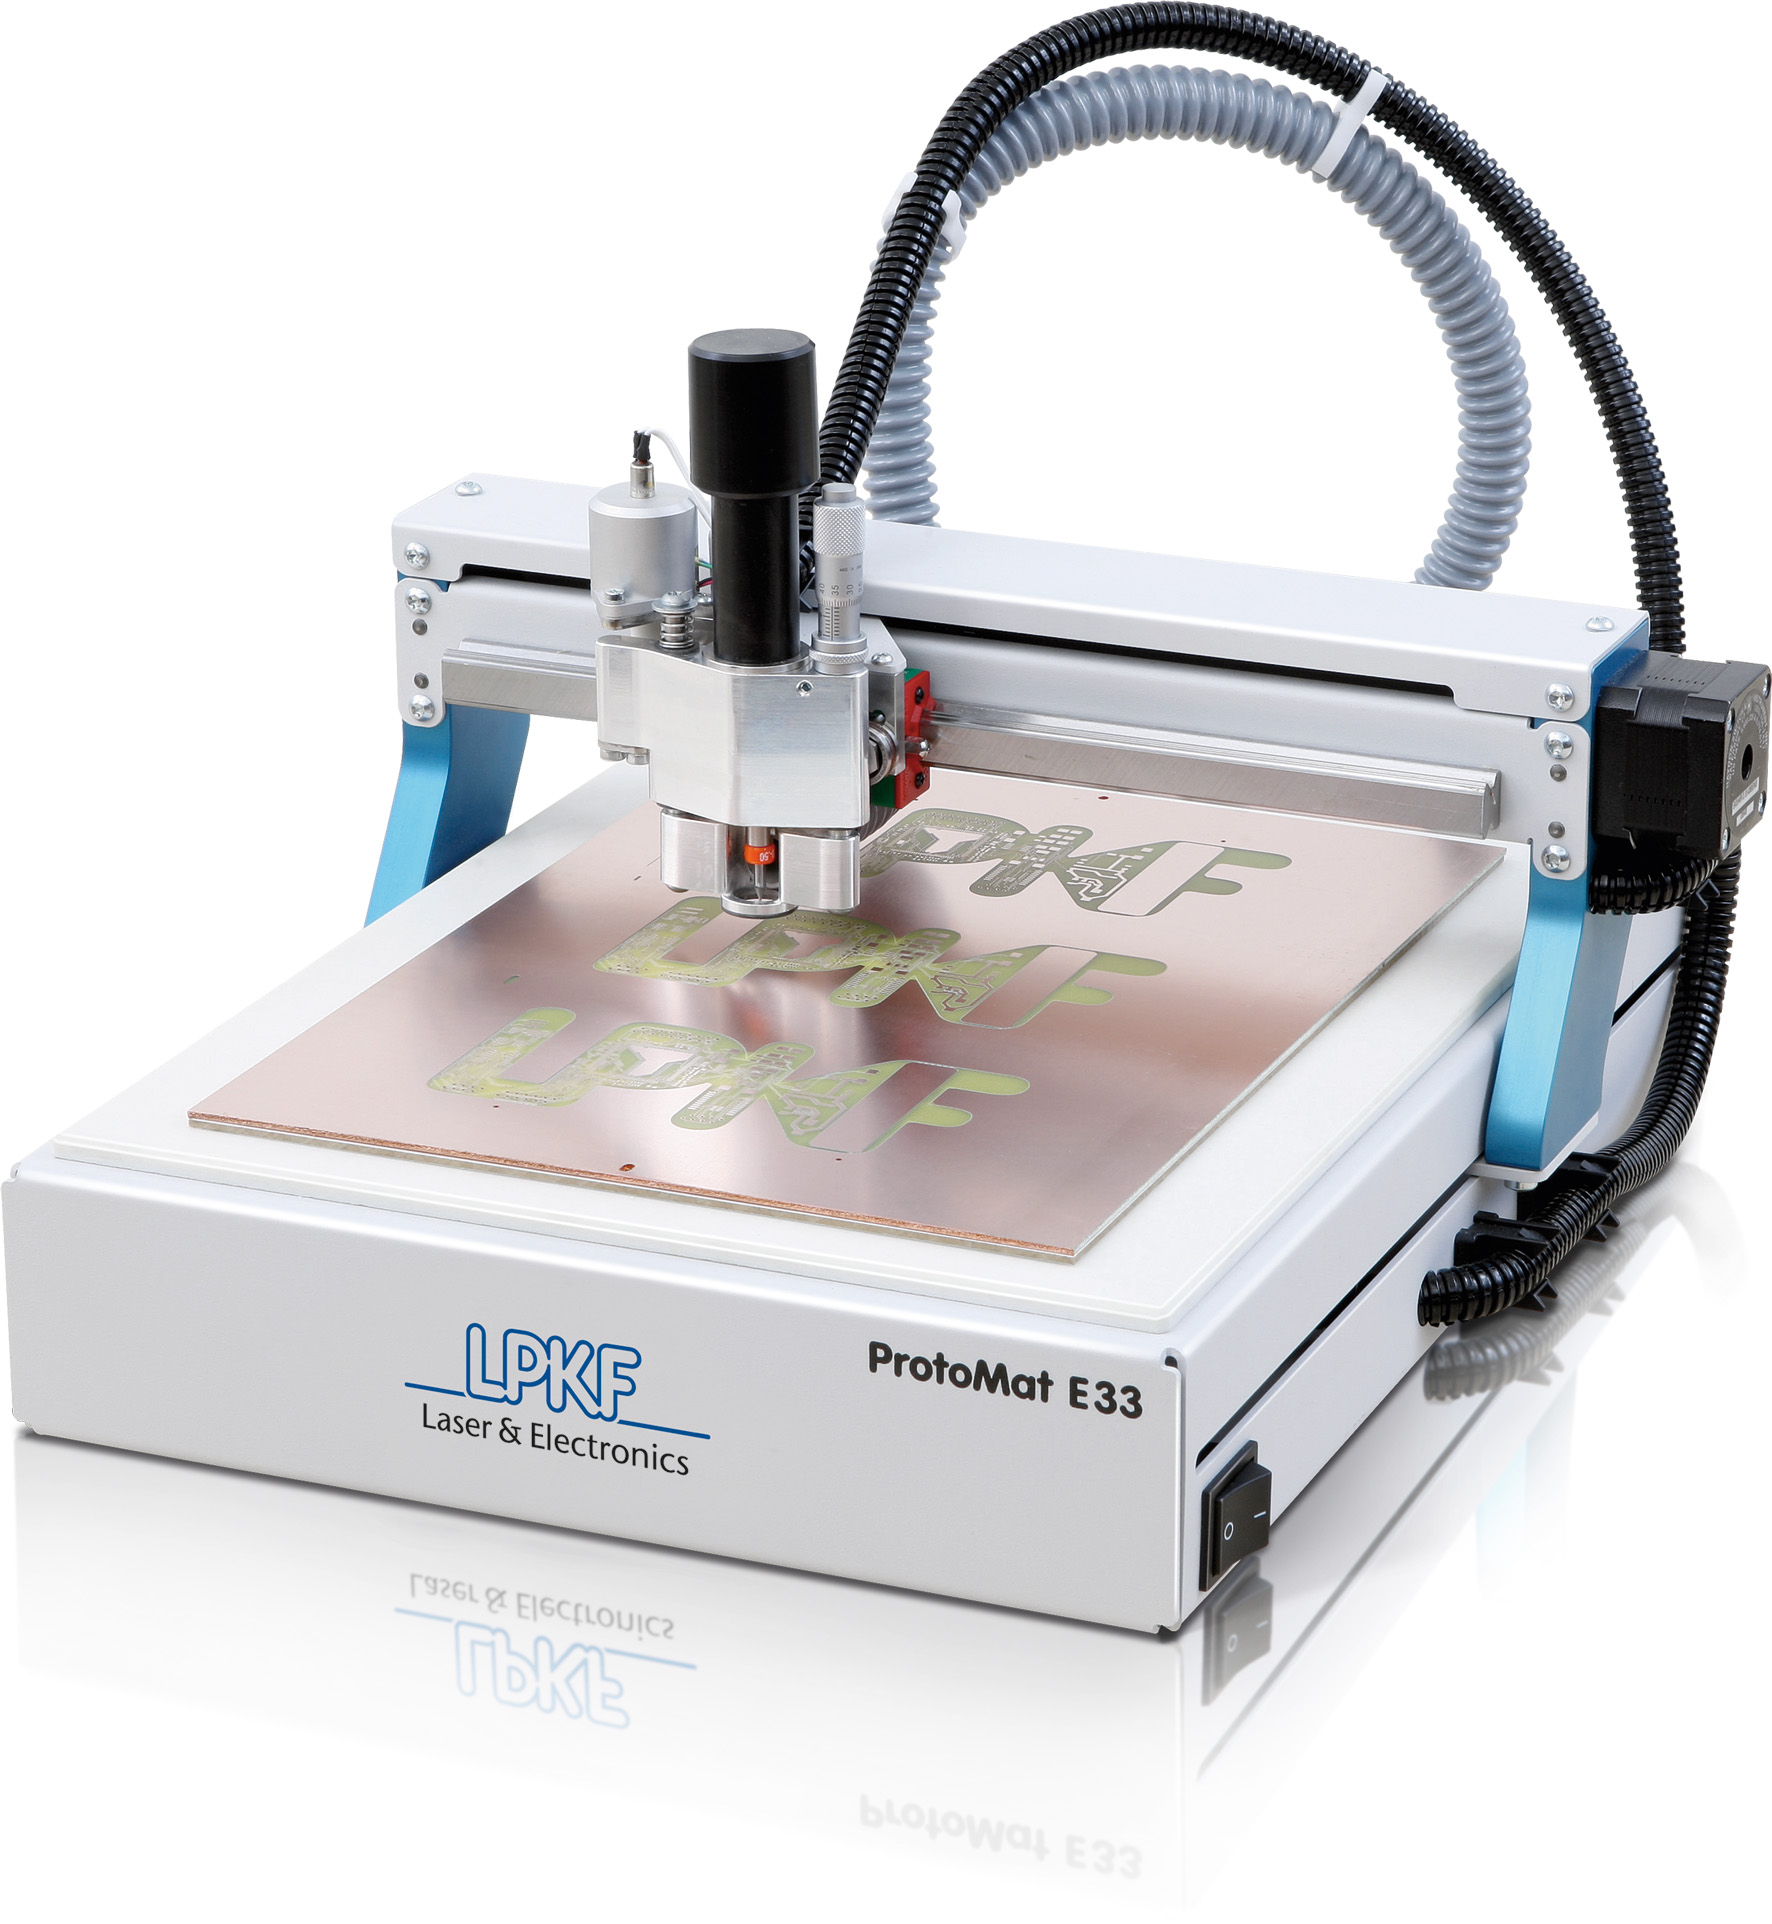 LPKF
LPKF
LPKF
LPKF
Laser & Electronics
ProtoMat E33